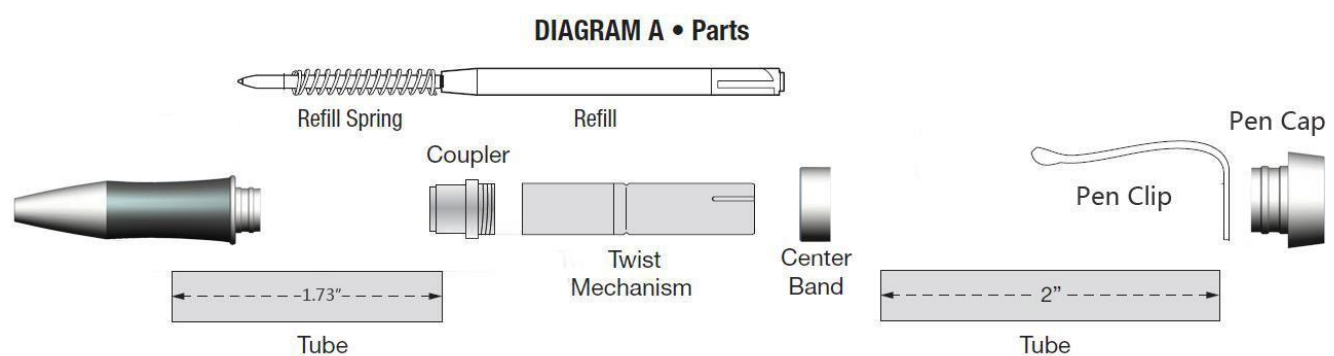 DIAGRAM A • Parts
Refill Spring
Refill
Pen Cap
Coupler
Pen Clip
Twist
Mechanism
Center
Band
1.73"
2”
Tube
Tube